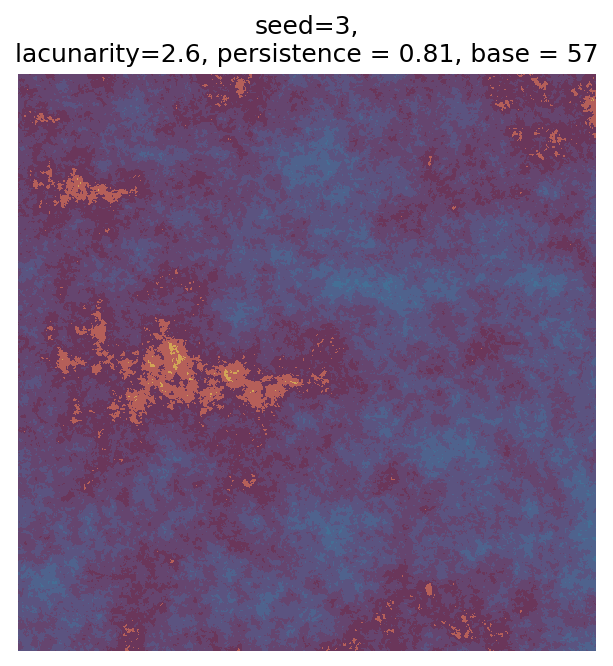 seed=3,
lacunarity=2.6, persistence = 0.81, base = 57